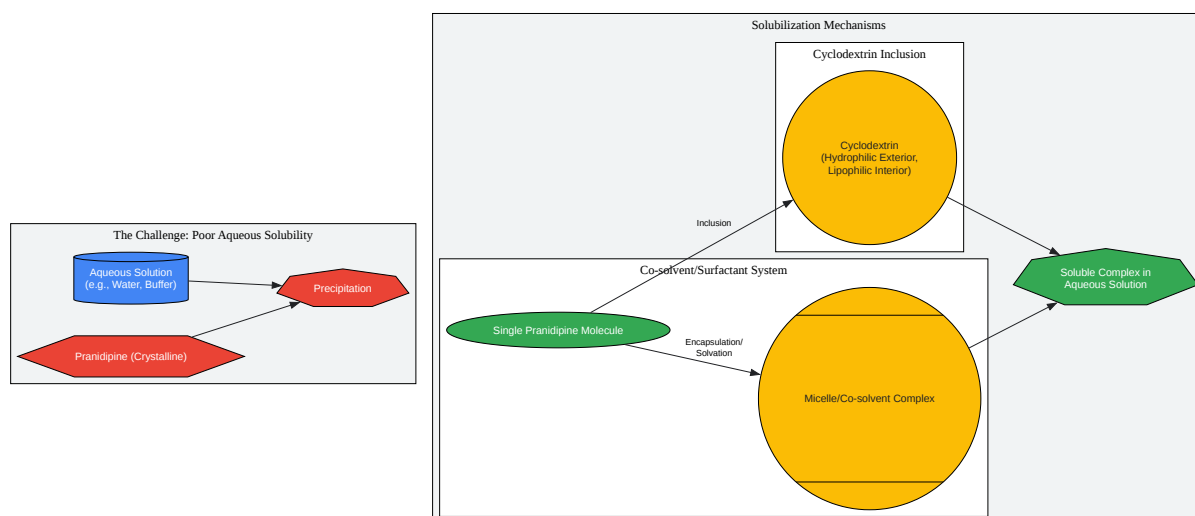 The Challenge: Poor Aqueous Solubility
Aqueous Solution
(e.g., Water, Buffer)
Precipitation
Pranidipine (Crystalline)
Solubilization Mechanisms
Cyclodextrin Inclusion
Cyclodextrin
(Hydrophilic Exterior,
Lipophilic Interior)
Inclusion
Co-solvent/Surfactant System
Single Pranidipine Molecule
Encapsulation/
Solvation
Micelle/Co-solvent Complex
Soluble Complex in
Aqueous Solution